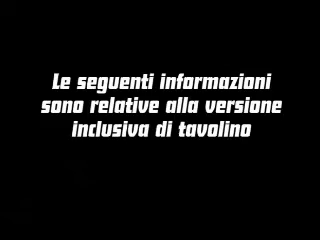 Le seguenti informazioni
sono relative alla versione
inclusiva di tavolino